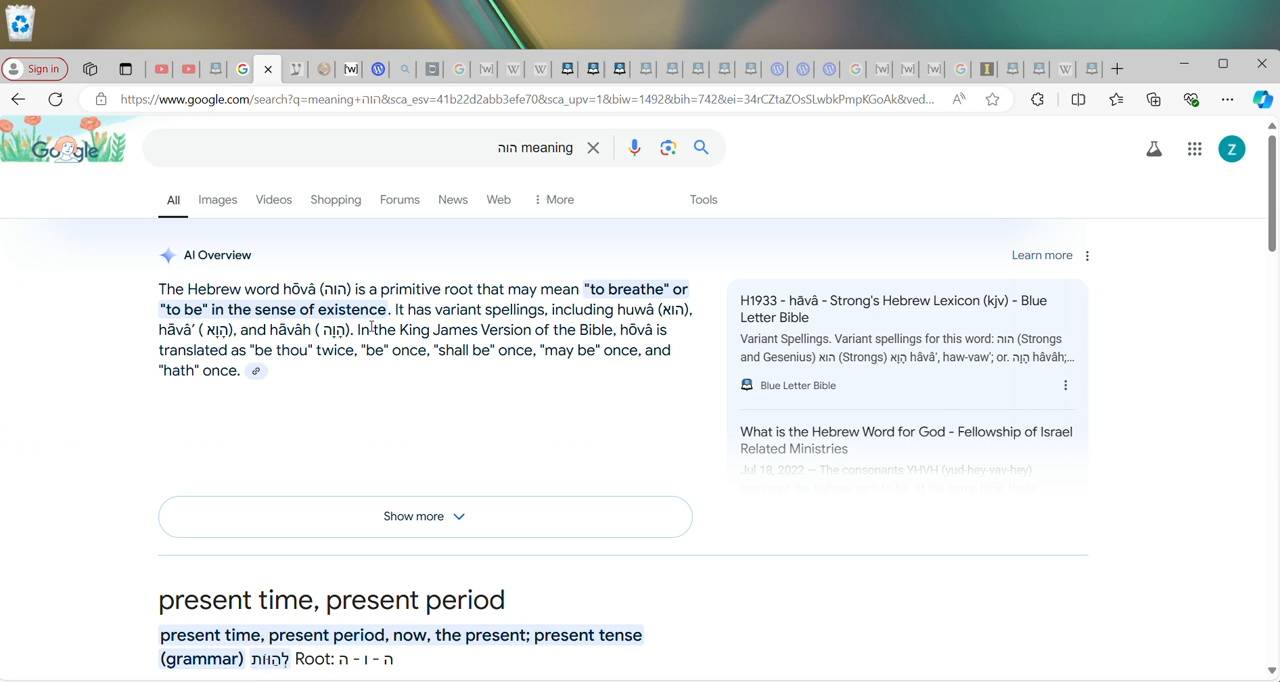 Sign in
https://www.google.com/search?q=meaning+הוה&sca_esv=41b22d2abb3efe70&sca_upv=1&biw=1492&bih=742&ei=34rCZtaZOsSLwbkPmpKGoAk&ved...
Google
הוה meaning
Z
All Images Videos Shopping Forums News Web More Tools
AI Overview
Learn more
The Hebrew word hōvâ (הוה) is a primitive root that may mean "to breathe" or
"to be" in the sense of existence. It has variant spellings, including huwâ (הוא),
hāvâʼ ( הָוָא), and hāvâh ( הָוָה). In the King James Version of the Bible, hōvâ is
translated as "be thou" twice, "be" once, "shall be" once, "may be" once, and
"hath" once.
H1933 - hāvâ - Strong's Hebrew Lexicon (kjv) - Blue
Letter Bible
Variant Spellings. Variant spellings for this word: הוה (Strongs
and Gesenius) הוא (Strongs) הָוָא hâvâʼ, haw-vaw'; or. הָוָה hâvâh;...
Blue Letter Bible
What is the Hebrew Word for God - Fellowship of Israel
Related Ministries
Jul 18, 2022 — The consonants YHVH (yud-hey-vav-hey)
Show more
present time, present period
present time, present period, now, the present; present tense
(grammar) לְהַוּוֹת Root: ה - ו - ה